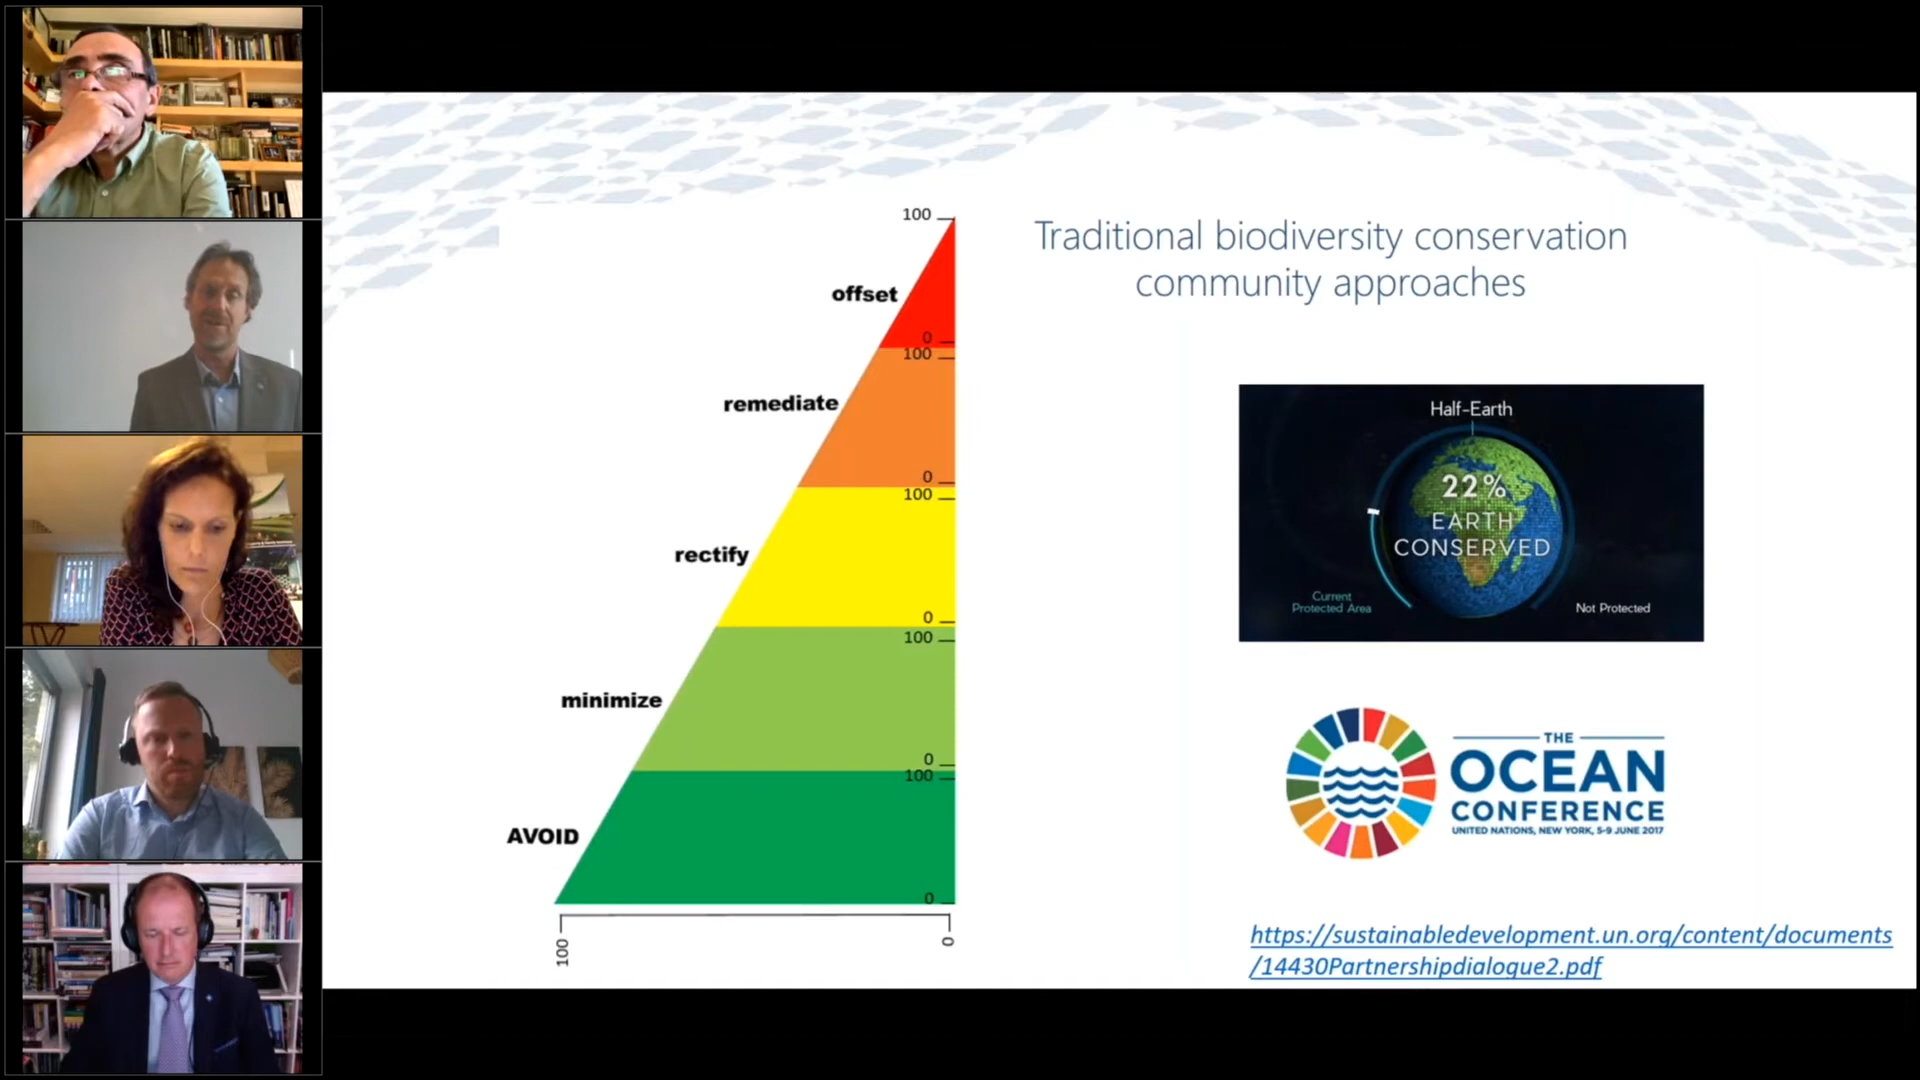 Traditional biodiversity conservation
community approaches
100
offset
0
100
remediate
0
100
rectify
0
100
minimize
0
100
AVOID
0
100
0
Half-Earth
22%
EARTH
CONSERVED
Current
Protected Area
Not Protected
THE
OCEAN
CONFERENCE
UNITED NATIONS, NEW YORK, 5-9 JUNE 2017
https://sustainabledevelopment.un.org/content/documents
/14430Partnershipdialogue2.pdf